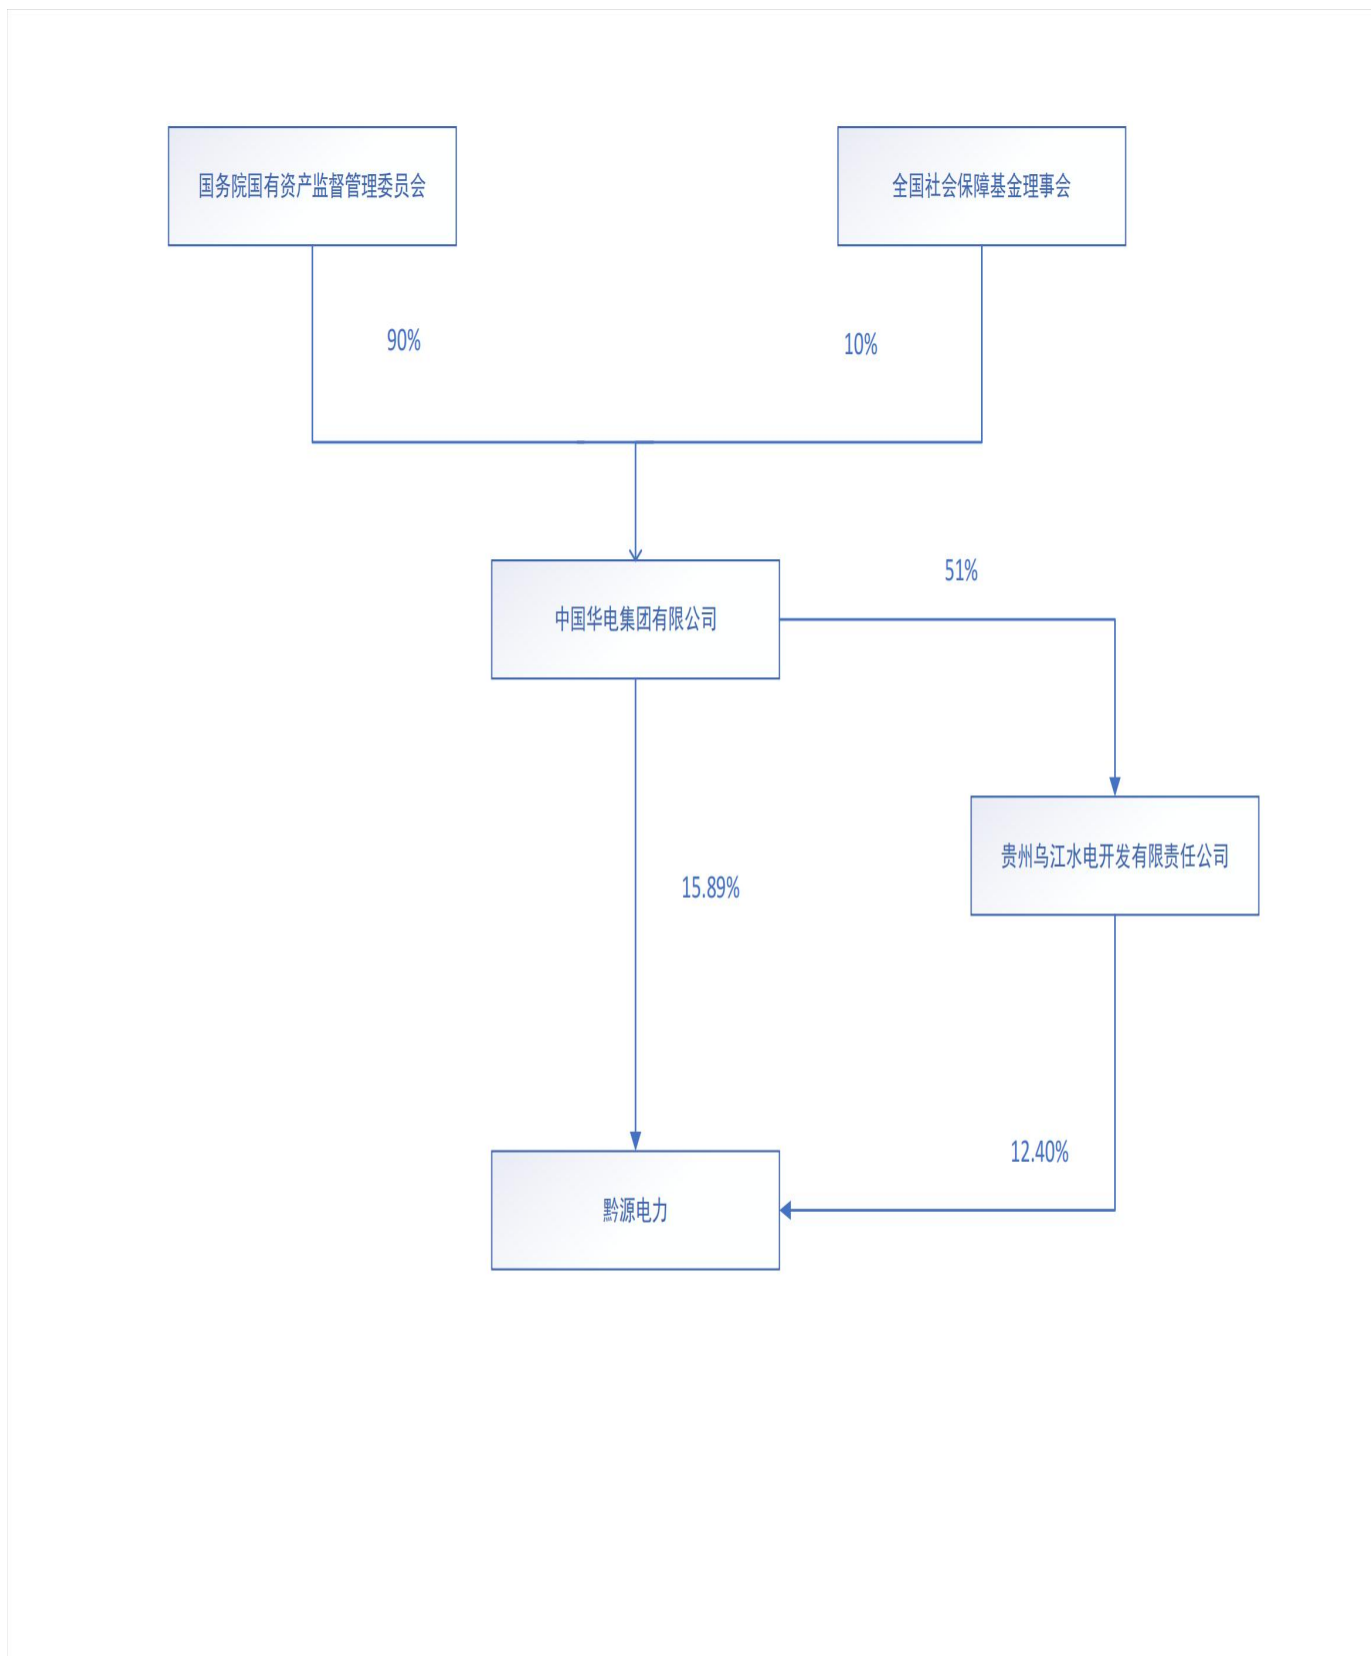 国务院国有资产监督管理委员会
全国社会保障基金理事会
90%
10%
51%
中国华电集团有限公司
贵州乌江水电开发有限责任公司
15.89%
12.40%
黔源电力